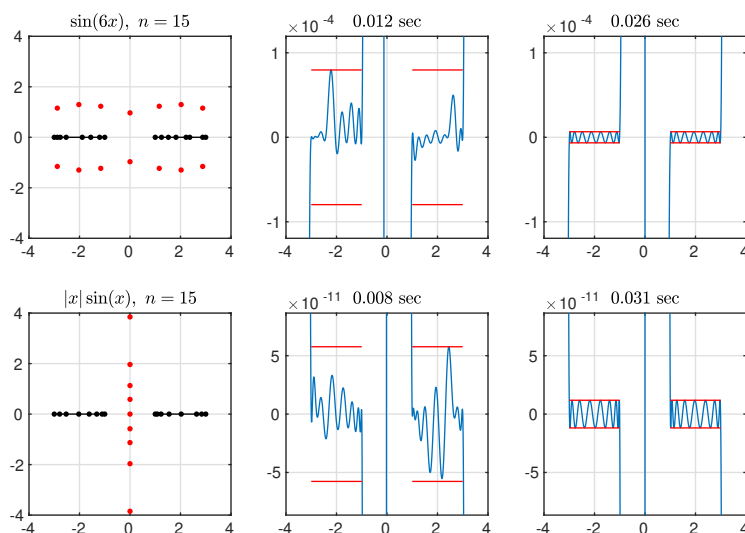 sin(6x), n = 15
4
2
0
-2
-4
-4 -2 0 2 4
×10⁻⁴ 0.012 sec
1
0
-1
-4 -2 0 2 4
×10⁻⁴ 0.026 sec
1
0
-1
-4 -2 0 2 4
|x| sin(x), n = 15
4
2
0
-2
-4
-4 -2 0 2 4
×10⁻¹¹ 0.008 sec
5
0
-5
-4 -2 0 2 4
×10⁻¹¹ 0.031 sec
5
0
-5
-4 -2 0 2 4